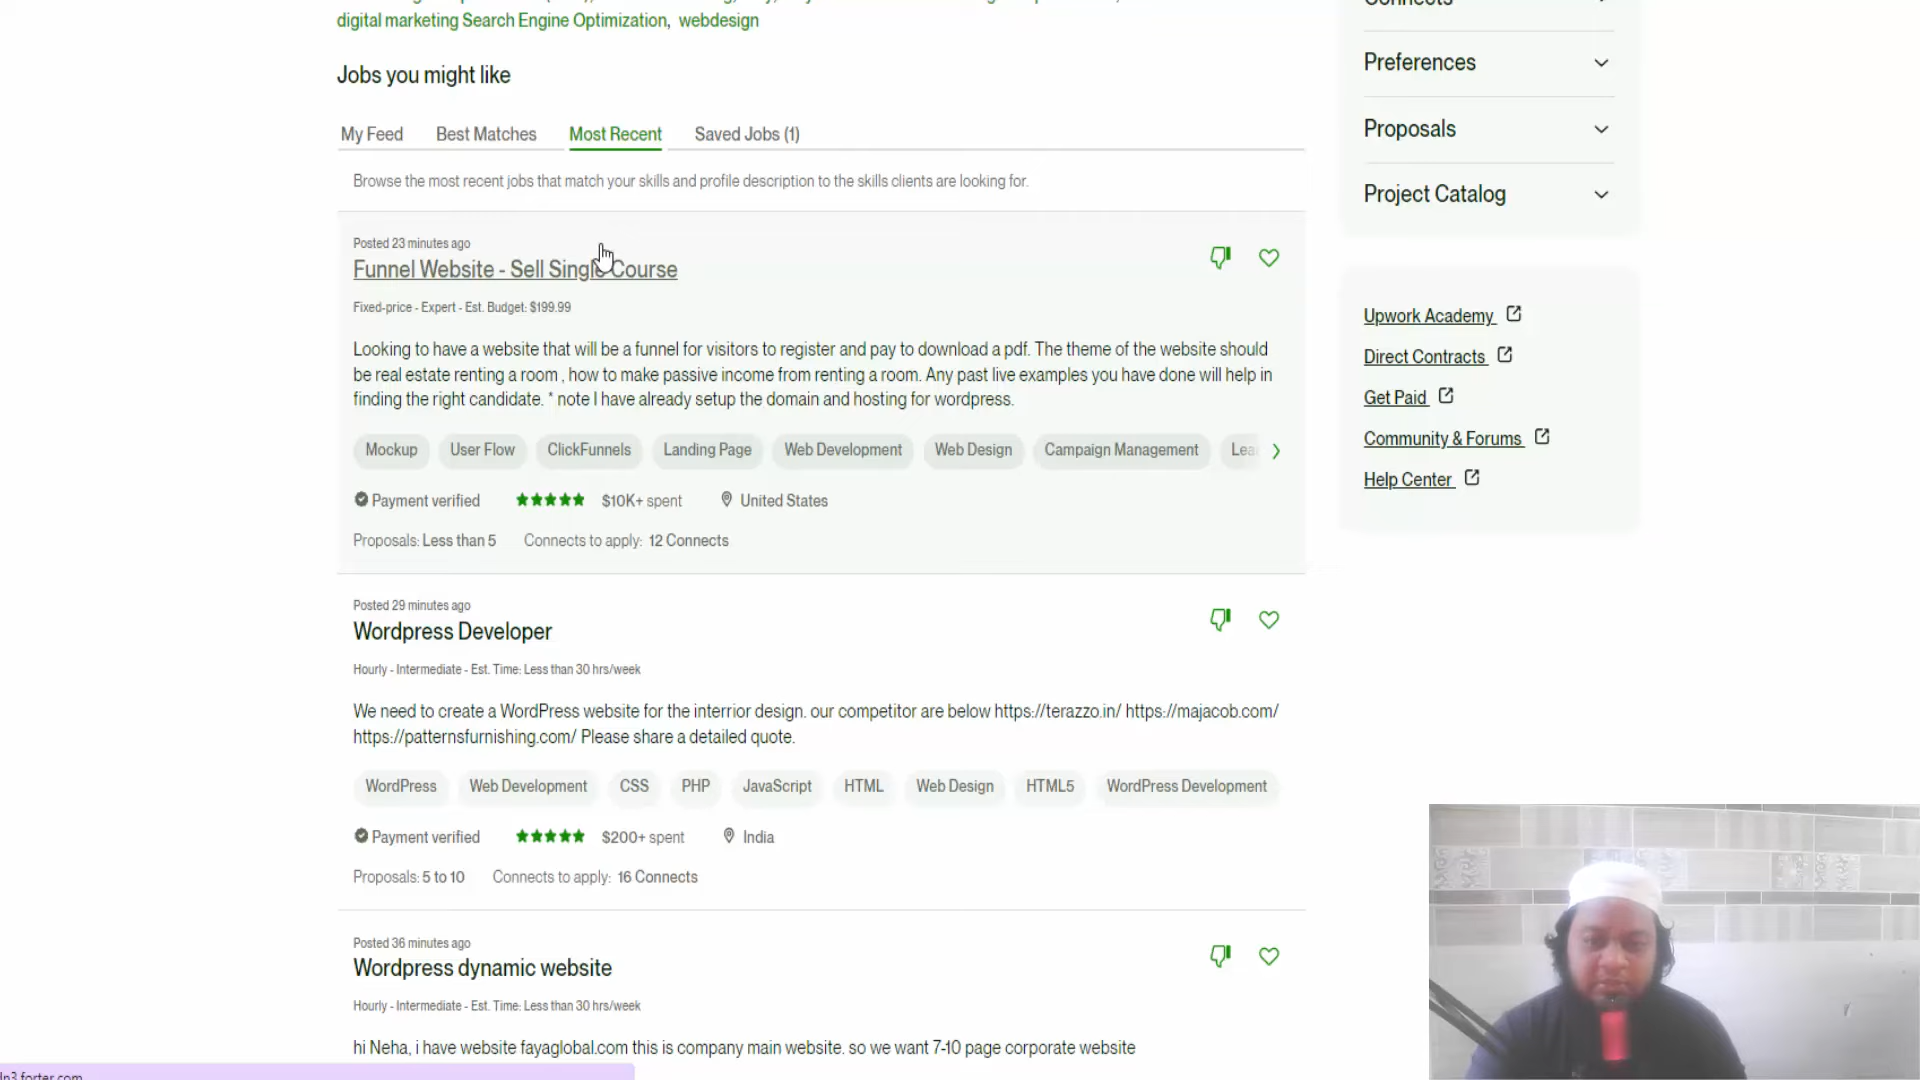 digital marketing Search Engine Optimization, webdesign
Jobs you might like
My Feed Best Matches Most Recent Saved Jobs (1)
Browse the most recent jobs that match your skills and profile description to the skills clients are looking for.
Posted 23 minutes ago
Funnel Website - Sell Single Course
Fixed-price - Expert - Est. Budget: $199.99
Looking to have a website that will be a funnel for visitors to register and pay to download a pdf. The theme of the website should
be real estate renting a room , how to make passive income from renting a room. Any past live examples you have done will help in
finding the right candidate. * note I have already setup the domain and hosting for wordpress.
Mockup User Flow ClickFunnels Landing Page Web Development Web Design Campaign Management
Payment verified $10K+ spent United States
Proposals: Less than 5 Connects to apply: 12 Connects
Posted 29 minutes ago
Wordpress Developer
Hourly - Intermediate - Est. Time: Less than 30 hrs/week
We need to create a WordPress website for the interrior design. our competitor are below https://terazzo.in/ https://majacob.com/
https://patternsfurnishing.com/ Please share a detailed quote.
WordPress Web Development CSS PHP JavaScript HTML Web Design HTML5 WordPress Development
Payment verified $200+ spent India
Proposals: 5 to 10 Connects to apply: 16 Connects
Posted 36 minutes ago
Wordpress dynamic website
Hourly - Intermediate - Est. Time: Less than 30 hrs/week
hi Neha, i have website fayaglobal.com this is company main website. so we want 7-10 page corporate website
Connects
Preferences
Proposals
Project Catalog
Upwork Academy
Direct Contracts
Get Paid
Community & Forums
Help Center